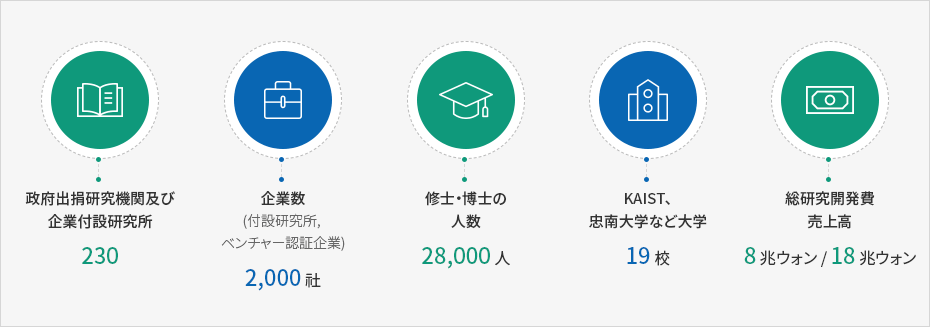 政府出捐研究機関及び
企業付設研究所
230
企業数
(付設研究所,
ベンチャー認証企業)
2,000 社
修士・博士の
人数
28,000 人
KAIST、
忠南大学など大学
19 校
総研究開発費
売上高
8 兆ウォン / 18 兆ウォン